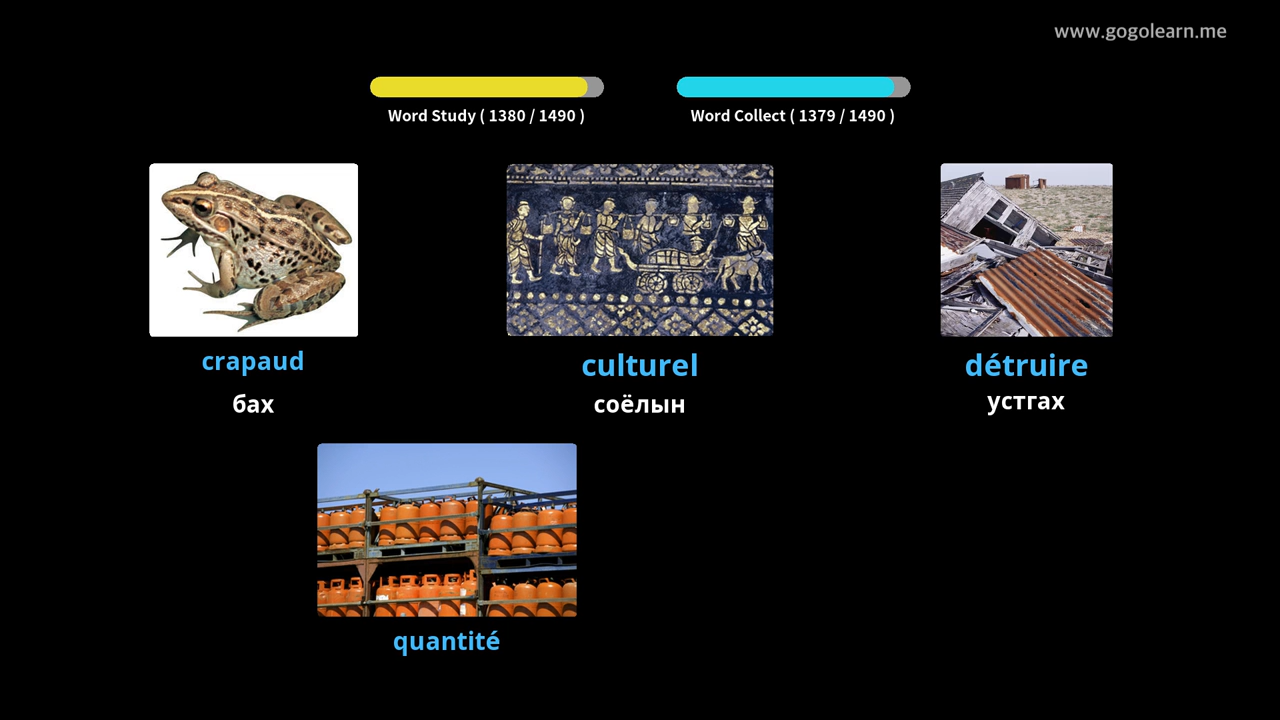 www.gogolearn.me
Word Study ( 1380 / 1490 )
Word Collect ( 1379 / 1490 )
crapaud
culturel
détruire
бах
соёлын
устгах
quantité